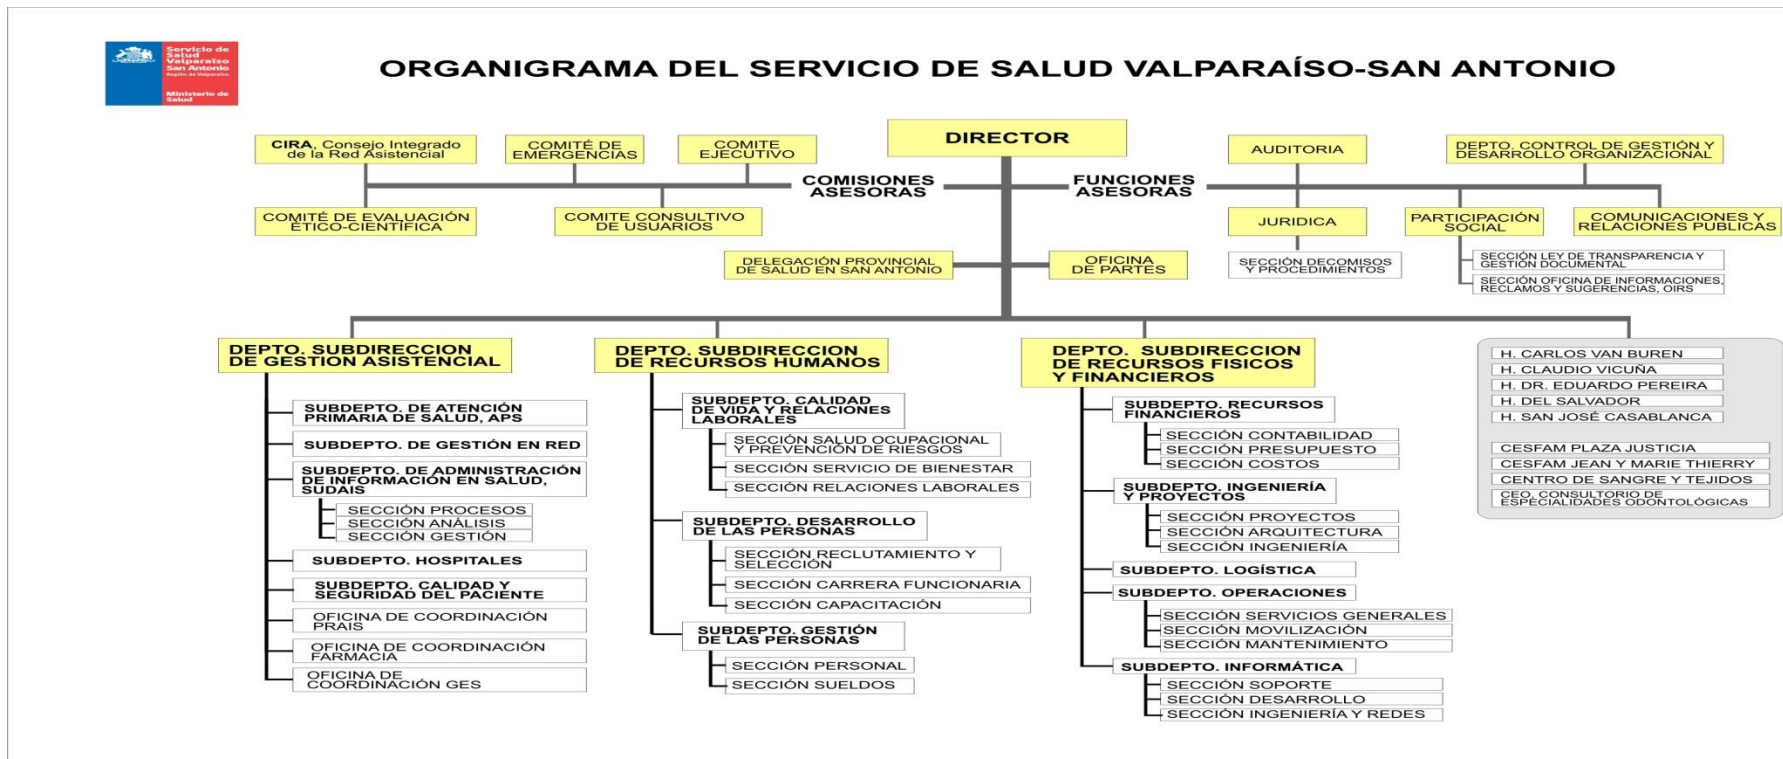 Servicio de
Salud
Valparaíso
San Antonio
Región de Valparaíso
Ministerio de
Salud
ORGANIGRAMA DEL SERVICIO DE SALUD VALPARAÍSO-SAN ANTONIO
DIRECTOR
CIRA, Consejo Integrado
de la Red Asistencial
COMITÉ DE
EMERGENCIAS
COMITE
EJECUTIVO
AUDITORIA
DEPTO. CONTROL DE GESTIÓN Y
DESARROLLO ORGANIZACIONAL
COMISIONES
ASESORAS
FUNCIONES
ASESORAS
COMITÉ DE EVALUACIÓN
ÉTICO-CIENTÍFICA
COMITE CONSULTIVO
DE USUARIOS
JURIDICA
PARTICIPACIÓN
SOCIAL
COMUNICACIONES Y
RELACIONES PUBLICAS
SECCIÓN DECOMISOS
Y PROCEDIMIENTOS
SECCIÓN LEY DE TRANSPARENCIA Y
GESTIÓN DOCUMENTAL
SECCIÓN OFICINA DE INFORMACIONES,
RECLAMOS Y SUGERENCIAS, OIRS
DELEGACIÓN PROVINCIAL
DE SALUD EN SAN ANTONIO
OFICINA
DE PARTES
DEPTO. SUBDIRECCION
DE GESTION ASISTENCIAL
SUBDEPTO. DE ATENCIÓN
PRIMARIA DE SALUD, APS
SUBDEPTO. DE GESTIÓN EN RED
SUBDEPTO. DE ADMINISTRACIÓN
DE INFORMACIÓN EN SALUD,
SUDAIS
SECCIÓN PROCESOS
SECCIÓN ANÁLISIS
SECCIÓN GESTIÓN
SUBDEPTO. HOSPITALES
SUBDEPTO. CALIDAD Y
SEGURIDAD DEL PACIENTE
OFICINA DE COORDINACIÓN
PRAIS
OFICINA DE COORDINACIÓN
FARMACIA
OFICINA DE
COORDINACIÓN GES
DEPTO. SUBDIRECCION
DE RECURSOS HUMANOS
SUBDEPTO. CALIDAD
DE VIDA Y RELACIONES
LABORALES
SECCIÓN SALUD OCUPACIONAL
Y PREVENCIÓN DE RIESGOS
SECCIÓN SERVICIO DE BIENESTAR
SECCIÓN RELACIONES LABORALES
SUBDEPTO. DESARROLLO
DE LAS PERSONAS
SECCIÓN RECLUTAMIENTO Y
SELECCIÓN
SECCIÓN CARRERA FUNCIONARIA
SECCIÓN CAPACITACIÓN
SUBDEPTO. GESTIÓN
DE LAS PERSONAS
SECCIÓN PERSONAL
SECCIÓN SUELDOS
DEPTO. SUBDIRECCION
DE RECURSOS FISICOS
Y FINANCIEROS
SUBDEPTO. RECURSOS
FINANCIEROS
SECCIÓN CONTABILIDAD
SECCIÓN PRESUPUESTO
SECCIÓN COSTOS
SUBDEPTO. INGENIERÍA
Y PROYECTOS
SECCIÓN PROYECTOS
SECCIÓN ARQUITECTURA
SECCIÓN INGENIERÍA
SUBDEPTO. LOGÍSTICA
SUBDEPTO. OPERACIONES
SECCIÓN SERVICIOS GENERALES
SECCIÓN MOVILIZACIÓN
SECCIÓN MANTENIMIENTO
SUBDEPTO. INFORMÁTICA
SECCIÓN SOPORTE
SECCIÓN DESARROLLO
SECCIÓN INGENIERÍA Y REDES
H. CARLOS VAN BUREN
H. CLAUDIO VICUÑA
H. DR. EDUARDO PEREIRA
H. DEL SALVADOR
H. SAN JOSÉ CASABLANCA
CESFAM PLAZA JUSTICIA
CESFAM JEAN Y MARIE THIERRY
CENTRO DE SANGRE Y TEJIDOS
CEO, CONSULTORIO DE
ESPECIALIDADES ODONTOLÓGICAS